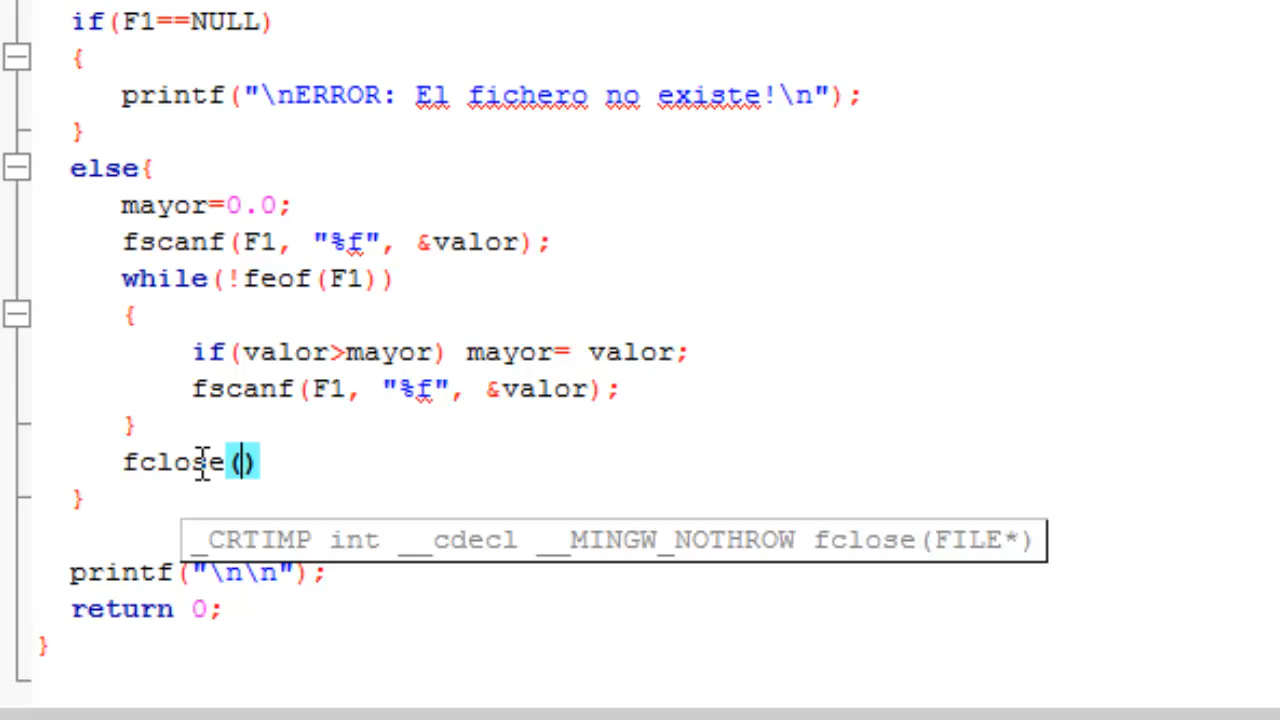 if(F1==NULL)
{
printf("\nERROR: El fichero no existe!\n");
}
else{
mayor=0.0;
fscanf(F1, "%f", &valor);
while(!feof(F1))
{
if(valor>mayor) mayor= valor;
fscanf(F1, "%f", &valor);
}
fclose()
}
_CRTIMP int __cdecl __MINGW_NOTHROW fclose(FILE*)
printf("\n\n");
return 0;
}